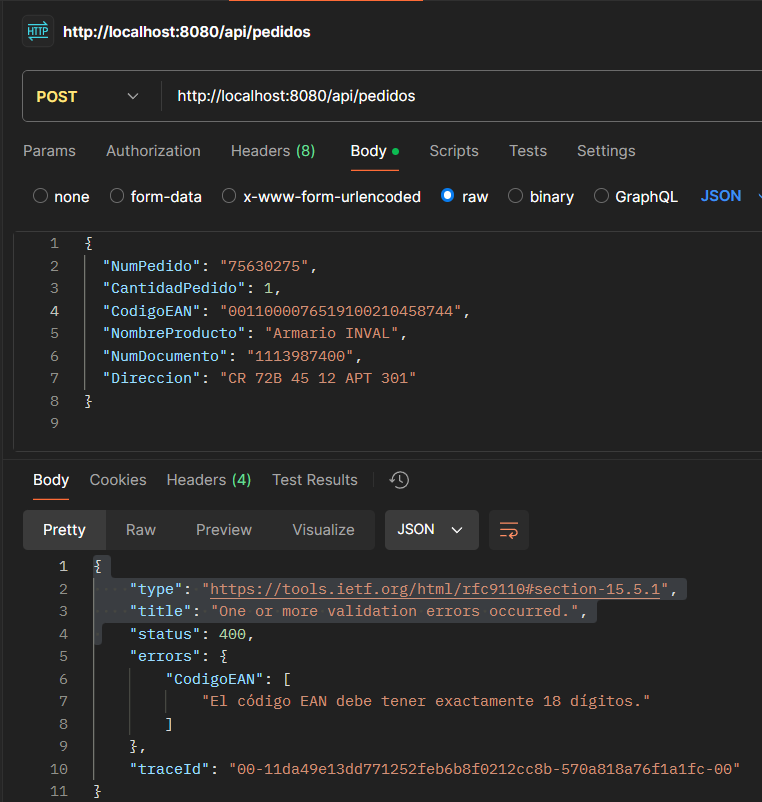 HTTP http://localhost:8080/api/pedidos
POST http://localhost:8080/api/pedidos
Params Authorization Headers (8) Body Scripts Tests Settings
none form-data x-www-form-urlencoded raw binary GraphQL JSON
1 {
2 "NumPedido": "75630275",
3 "CantidadPedido": 1,
4 "CodigoEAN": "0011000076519100210458744",
5 "NombreProducto": "Armario INVAL",
6 "NumDocumento": "1113987400",
7 "Direccion": "CR 72B 45 12 APT 301"
8 }
9
Body Cookies Headers (4) Test Results
Pretty Raw Preview Visualize JSON
1 {
2 "type": "https://tools.ietf.org/html/rfc9110#section-15.5.1",
3 "title": "One or more validation errors occurred.",
4 "status": 400,
5 "errors": {
6 "CodigoEAN": [
7 "El código EAN debe tener exactamente 18 dígitos."
8 ]
9 },
10 "traceId": "00-11da49e13dd771252feb6b8f0212cc8b-570a818a76f1a1fc-00"
11 }